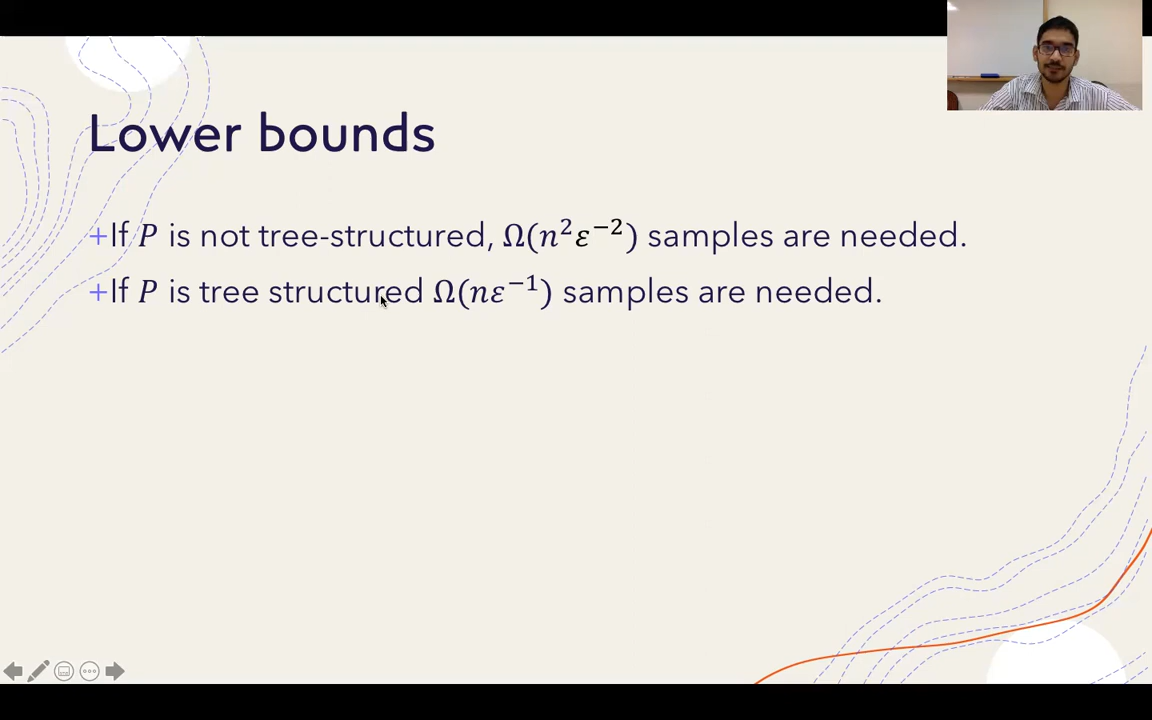 Lower bounds
+If P is not tree-structured, Ω(n²ε⁻²) samples are needed.
+If P is tree structured Ω(nε⁻¹) samples are needed.